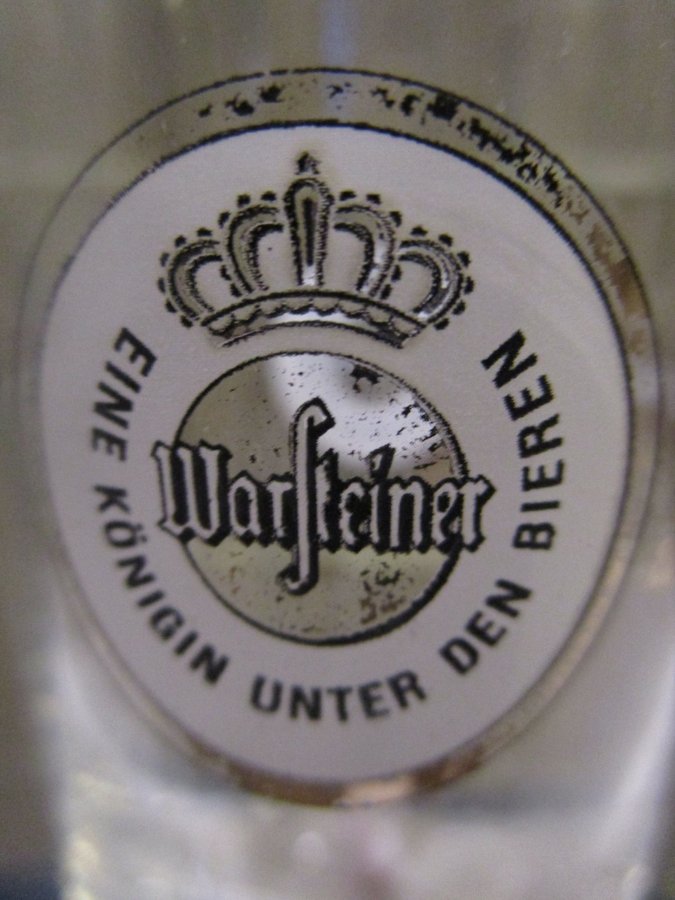 Warsteiner
EINE KÖNIGIN UNTER DEN BIEREN